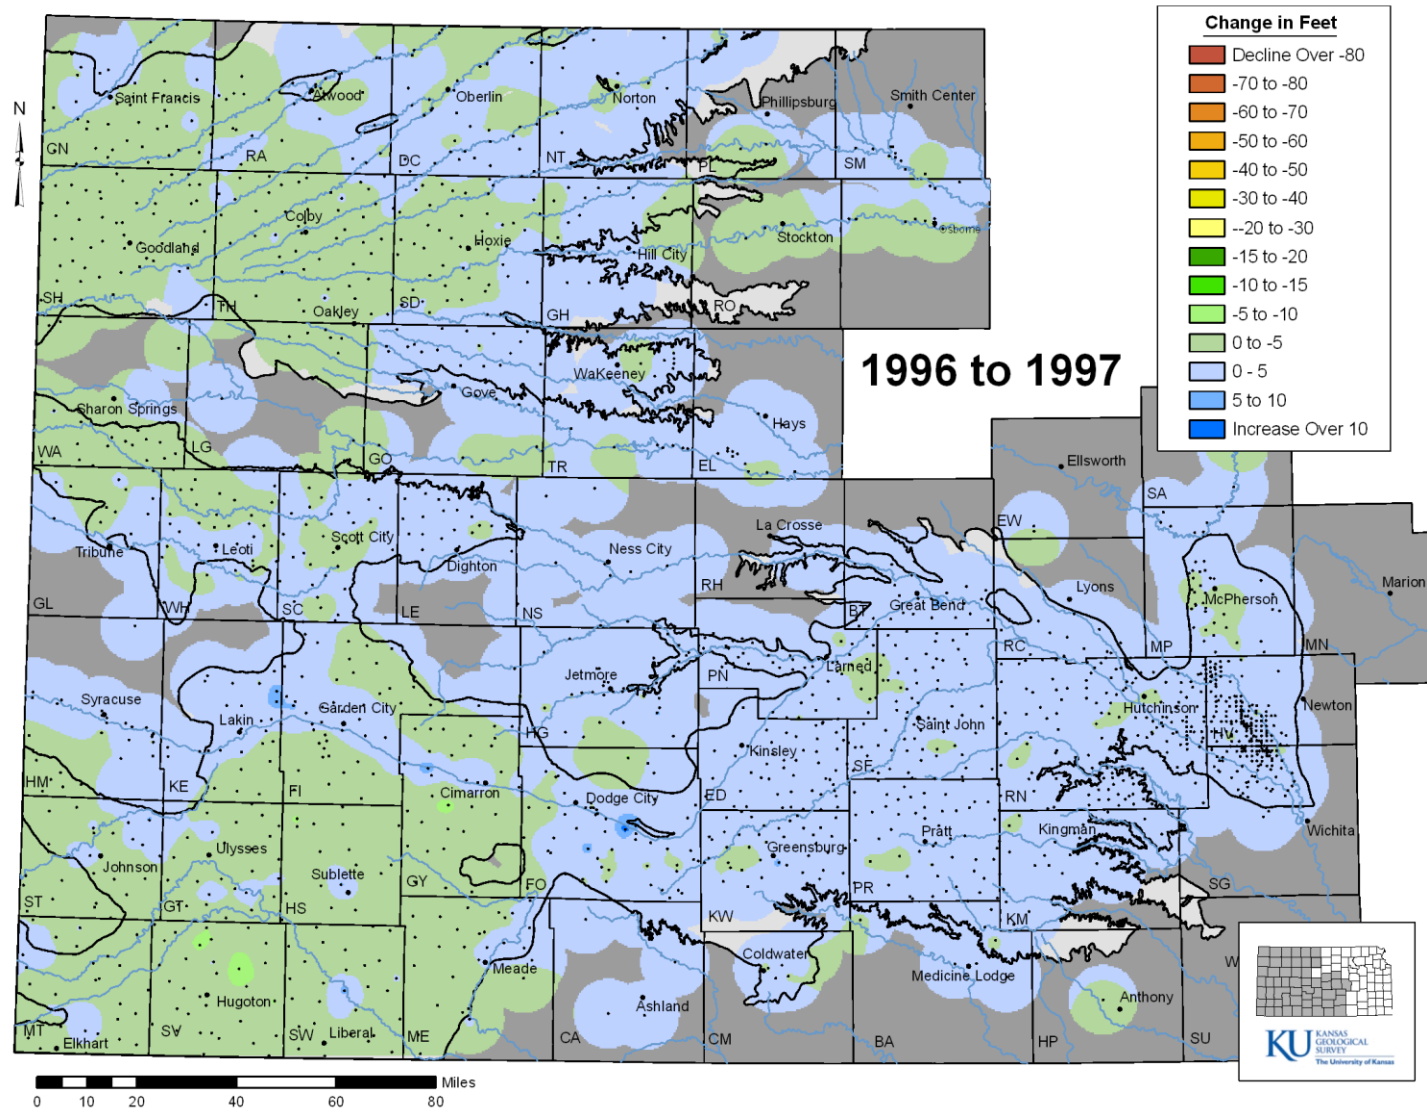 Change in Feet
Decline Over -80
-70 to -80
-60 to -70
-50 to -60
-40 to -50
-30 to -40
--20 to -30
-15 to -20
-10 to -15
-5 to -10
0 to -5
0 - 5
5 to 10
Increase Over 10
N
Saint Francis
Atwood
Oberlin
Norton
Phillipsburg
Smith Center
GN
RA
DC
NT
PL
SM
Colby
Goodland
Hoxie
Hill City
Stockton
Osborne
SH
TH
Oakley
SD
GH
RO
1996 to 1997
WaKeeney
Gove
Sharon Springs
Hays
WA
LG
GO
TR
EL
Ellsworth
SA
EW
La Crosse
Scott City
Tribune
Leoti
Ness City
Dighton
Lyons
Marion
McPherson
Great Bend
GL
WH
SC
LE
NS
RH
BT
RC
MP
MN
Larned
Jetmore
PN
Syracuse
Lakin
Garden City
Hutchinson
Newton
Saint John
HG
HV
Kinsley
SF
HM
KE
FI
Cimarron
Dodge City
ED
RN
Wichita
Pratt
Kingman
Johnson
Ulysses
Greensburg
Sublette
ST
GT
HS
GY
FO
KW
PR
KM
SG
W
Coldwater
Meade
Medicine Lodge
Hugoton
Ashland
Anthony
MT
Elkhart
SV
SW
Liberal
ME
CA
CM
BA
HP
SU
KU
KANSAS
GEOLOGICAL
SURVEY
The University of Kansas
Miles
0 10 20 40 60 80